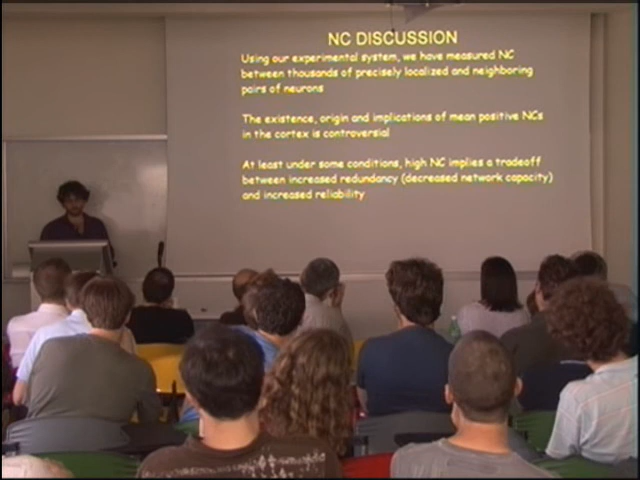 NC DISCUSSION
Using our experimental system, we have measured NC
between thousands of precisely localized and neighboring
pairs of neurons
The existence, origin and implications of mean positive NCs
in the cortex is controversial
At least under some conditions, high NC implies a tradeoff
between increased redundancy (decreased network capacity)
and increased reliability